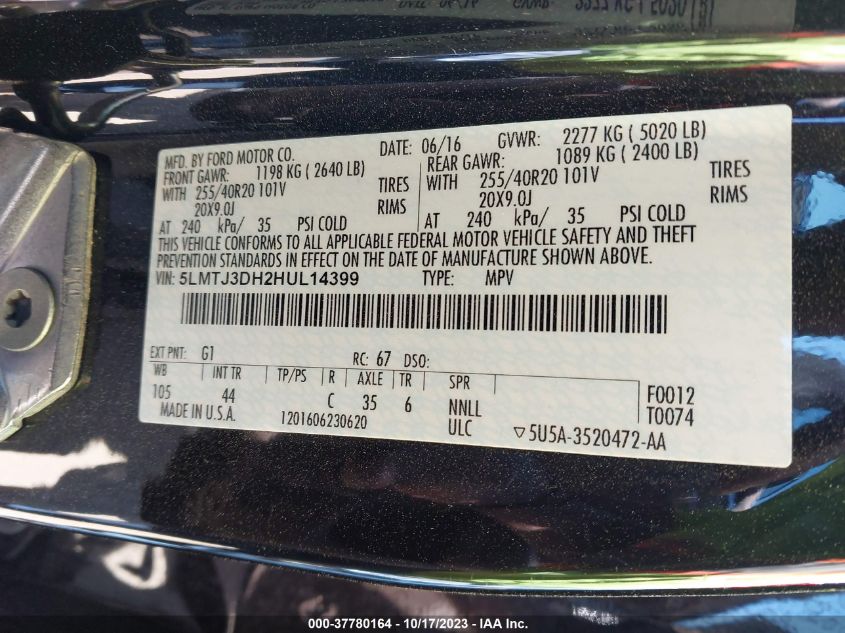 MFD. BY FORD MOTOR CO.
DATE: 06/16 GVWR: 2277 KG ( 5020 LB)
FRONT GAWR: 1198 KG ( 2640 LB) REAR GAWR: 1089 KG ( 2400 LB)
WITH 255/40R20 101V TIRES WITH 255/40R20 101V TIRES
20X9.0J RIMS 20X9.0J RIMS
AT 240 kPa/ 35 PSI COLD AT 240 kPa/ 35 PSI COLD
THIS VEHICLE CONFORMS TO ALL APPLICABLE FEDERAL MOTOR VEHICLE SAFETY AND THEFT
PREVENTION STANDARDS IN EFFECT ON THE DATE OF MANUFACTURE SHOWN ABOVE.
VIN: 5LMTJ3DH2HUL14399 TYPE: MPV
EXT PNT: G1 RC: 67 DSO:
WB INT TR TP/PS R AXLE TR SPR
105 44 C 35 6 NNLL F0012
MADE IN U.S.A. 1201606230620 ULC T0074
5U5A-3520472-AA
000-37780164 - 10/17/2023 - IAA Inc.